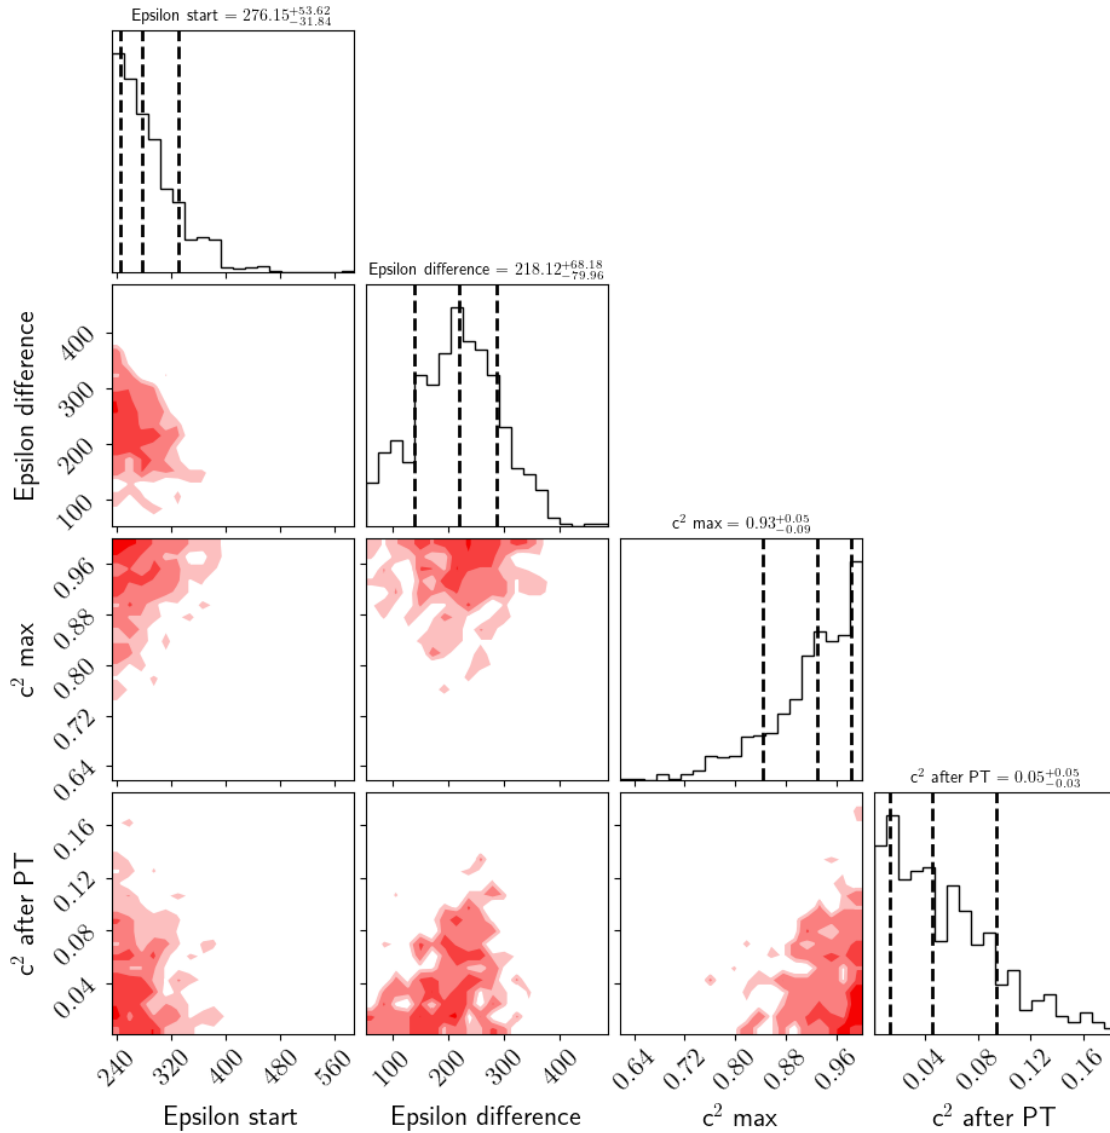 Epsilon start = 276.15+53.62−31.84
Epsilon difference = 218.12+68.18−79.96
Epsilon difference
400
300
200
100
c² max = 0.93+0.05−0.09
c² max
0.96
0.88
0.80
0.72
0.64
c² after PT = 0.05+0.05−0.03
c² after PT
0.16
0.12
0.08
0.04
240 320 400 480 560 100 200 300 400 0.64 0.72 0.80 0.88 0.96 0.04 0.08 0.12 0.16
Epsilon start Epsilon difference c² max c² after PT